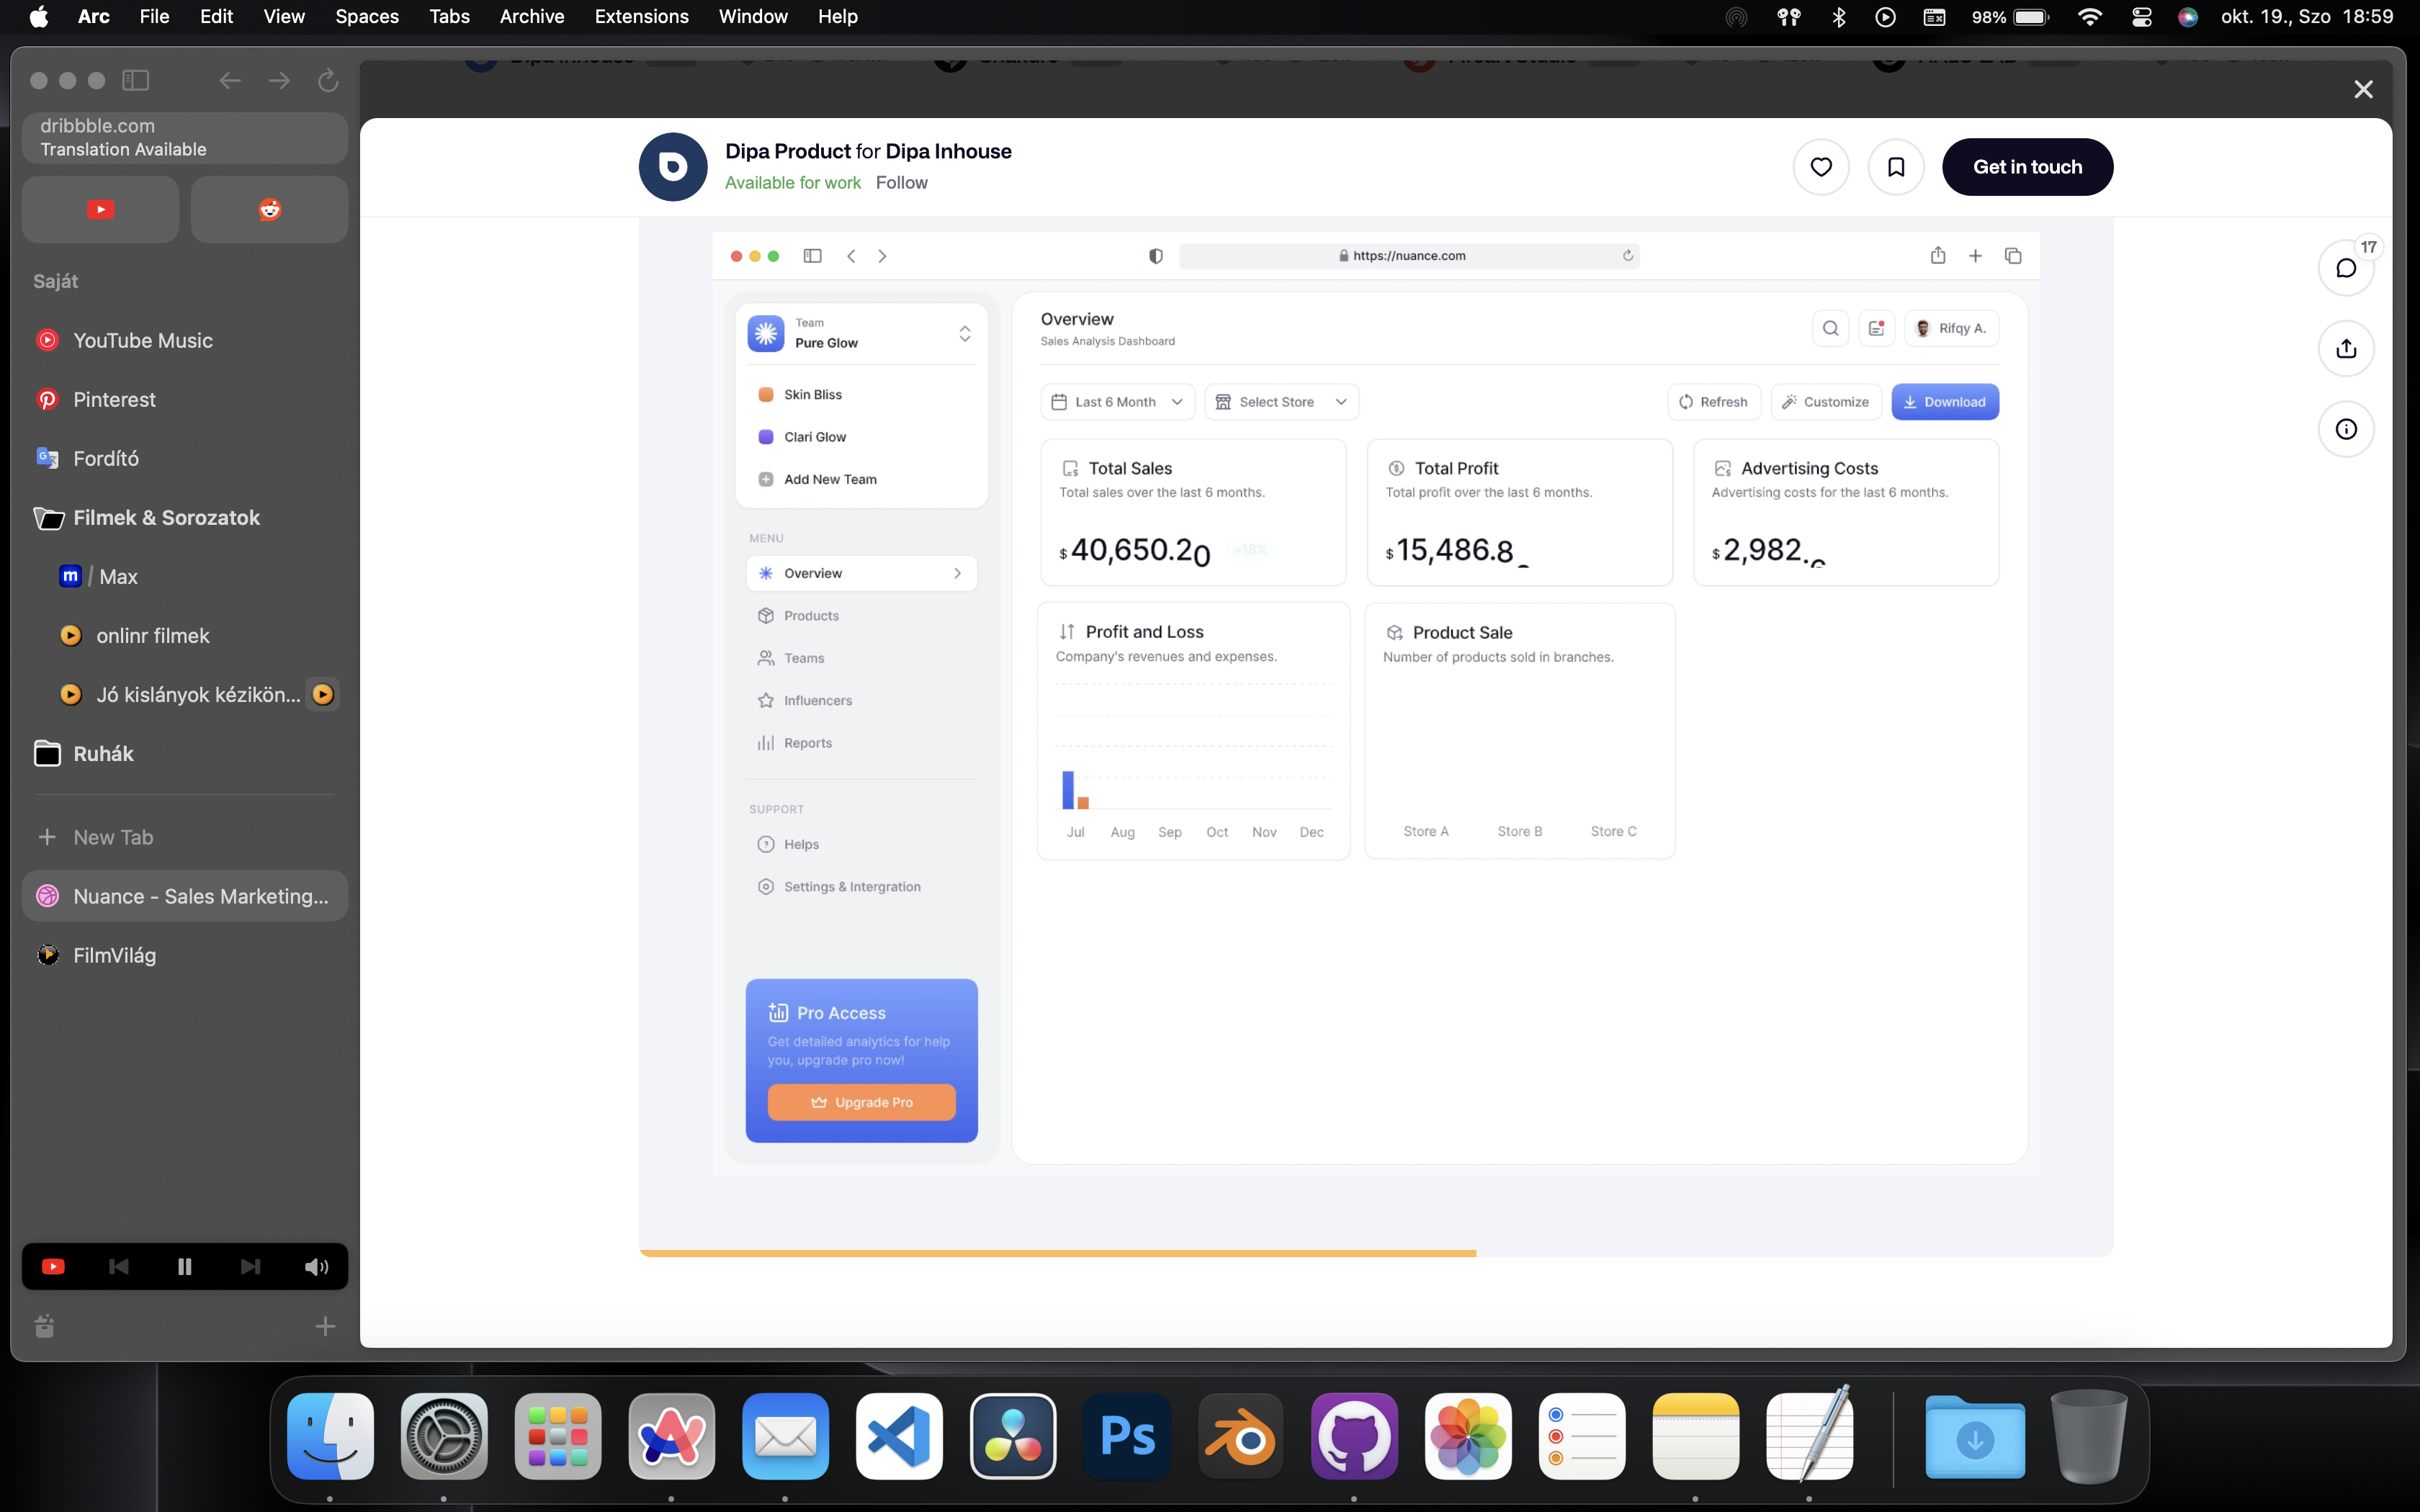 Arc File Edit View Spaces Tabs Archive Extensions Window Help
98% okt. 19., Szo 18:59
dribbble.com
Translation Available
Saját
YouTube Music
Pinterest
Fordító
Filmek & Sorozatok
m / Max
onlinr filmek
Jó kislányok kézikön...
Ruhák
New Tab
Nuance - Sales Marketing...
FilmVilág
Dipa Product for Dipa Inhouse
Available for work Follow
Get in touch
17
https://nuance.com
Team
Pure Glow
Skin Bliss
Clari Glow
Add New Team
MENU
Overview
Products
Teams
Influencers
Reports
SUPPORT
Helps
Settings & Intergration
Pro Access
Get detailed analytics for help
you, upgrade pro now!
Upgrade Pro
Overview
Sales Analysis Dashboard
Rifqy A.
Last 6 Month
Select Store
Refresh
Customize
Download
Total Sales
Total sales over the last 6 months.
$ 40,650.20 +18%
Total Profit
Total profit over the last 6 months.
$ 15,486.8
Advertising Costs
Advertising costs for the last 6 months.
$ 2,982.
Profit and Loss
Company's revenues and expenses.
Jul Aug Sep Oct Nov Dec
Product Sale
Number of products sold in branches.
Store A Store B Store C
Ps